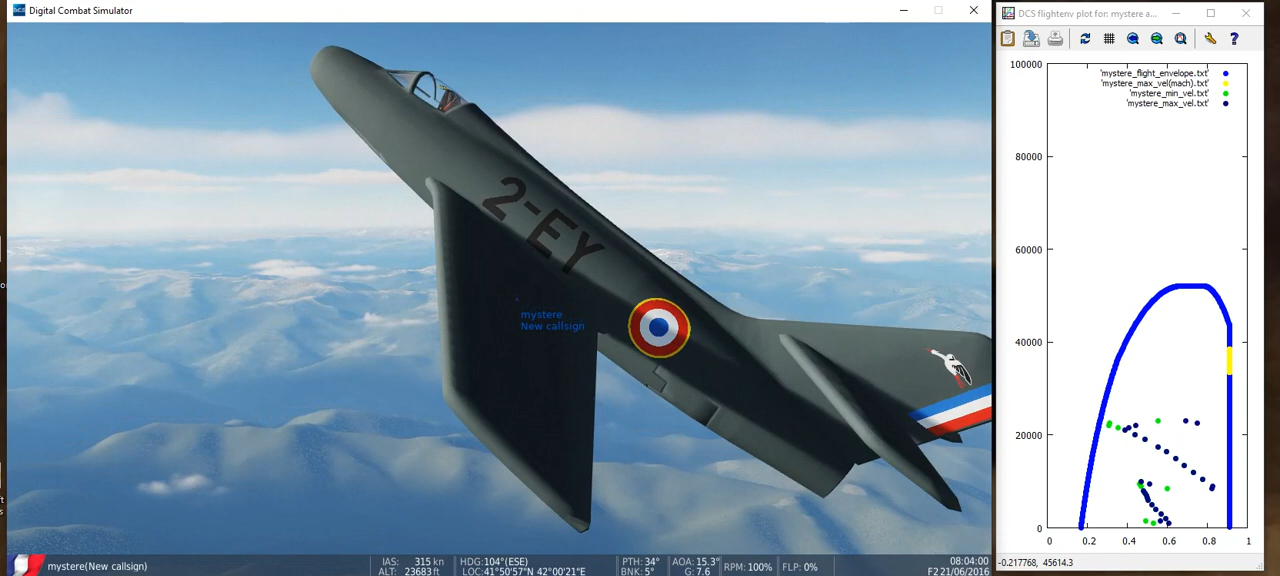 Digital Combat Simulator
2-EY
mystere
New callsign
mystere(New callsign)
IAS: 315 kn
ALT: 23683 ft
HDG: 104°(ESE)
LOC: 41°50'57"N 42°00'21"E
PTH: 34°
BNK: 5°
AOA: 15.3°
G: 7.6
RPM: 100%
FLP: 0%
08:04:00
F2 21/06/2016
DCS flightenv plot for: mystere a...
'mystere_flight_envelope.txt'
'mystere_max_vel(mach).txt'
'mystere_min_vel.txt'
'mystere_max_vel.txt'
100000
80000
60000
40000
20000
0
0 0.2 0.4 0.6 0.8 1
-0.217768, 45614.3